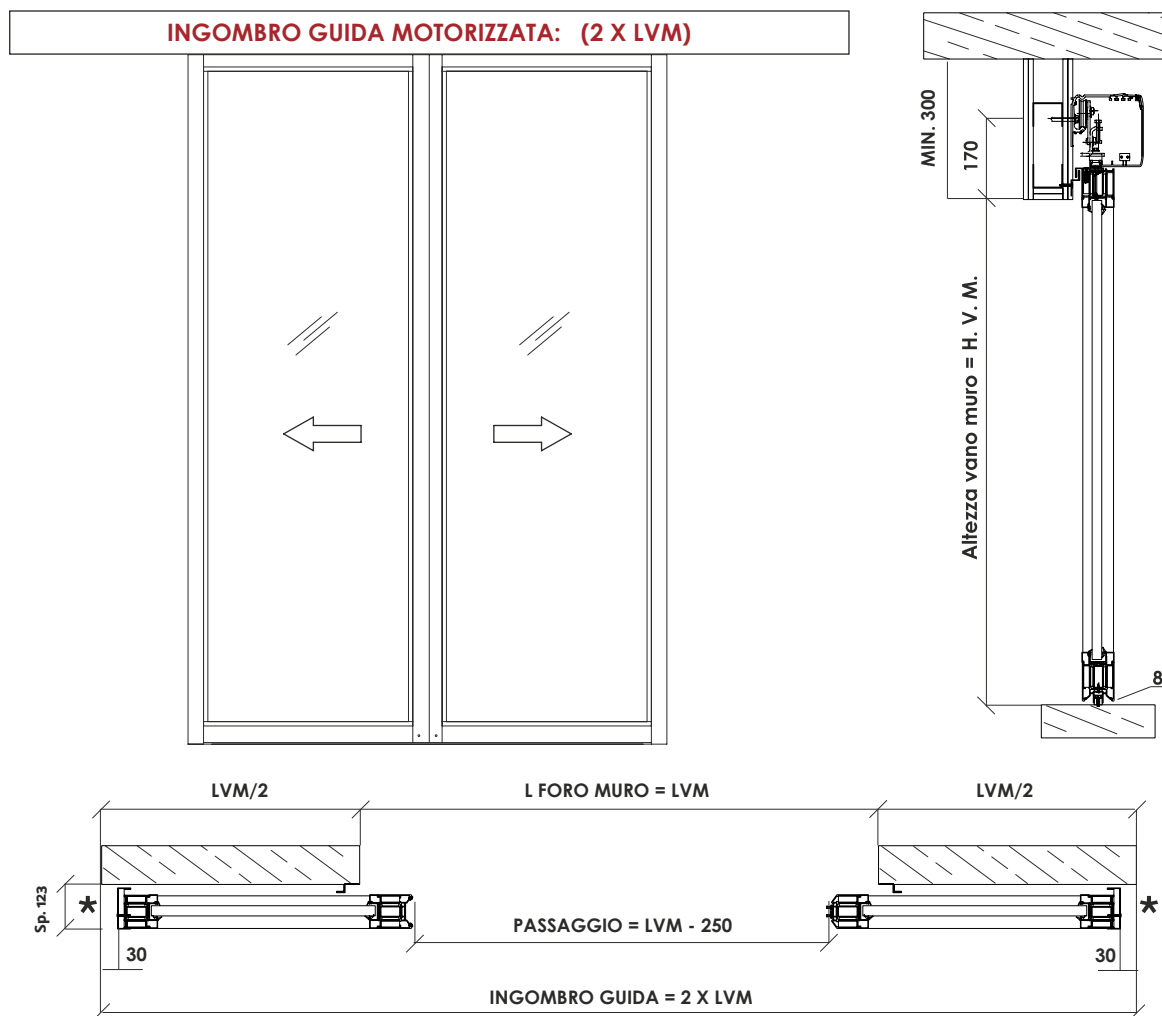 INGOMBRO GUIDA MOTORIZZATA: (2 X LVM)
MIN. 300
170
Altezza vano muro = H. V. M.
8
LVM/2
L FORO MURO = LVM
LVM/2
Sp. 123
*
*
PASSAGGIO = LVM - 250
30
30
INGOMBRO GUIDA = 2 X LVM